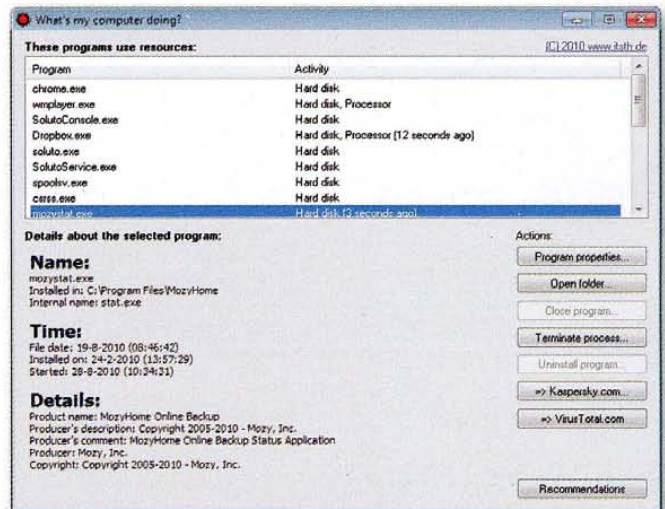 What's my computer doing?
These programs use resources: (C) 2010 www.itsth.de
Program Activity
chrome.exe Hard disk
wmplayer.exe Hard disk, Processor
SolutoConsole.exe Hard disk
Dropbox.exe Hard disk, Processor (12 seconds ago)
soluto.exe Hard disk
SolutoService.exe Hard disk
spoolsv.exe Hard disk
csrss.exe Hard disk
mozystat.exe Hard disk (3 seconds ago)
Details about the selected program:
Name:
mozystat.exe
Installed in: C:\Program Files\MozyHome
Internal name: stat.exe
Time:
File date: 19-8-2010 (08:46:42)
Installed on: 24-2-2010 (13:57:29)
Started: 28-8-2010 (10:34:31)
Details:
Product name: MozyHome Online Backup
Producer's description: Copyright 2005-2010 - Mozy, Inc.
Producer's comment: MozyHome Online Backup Status Application
Producer: Mozy, Inc.
Copyright: Copyright 2005-2010 - Mozy, Inc.
Actions:
Program properties...
Open folder...
Close program...
Terminate process...
Uninstall program...
=> Kaspersky.com...
=> VirusTotal.com
Recommendations